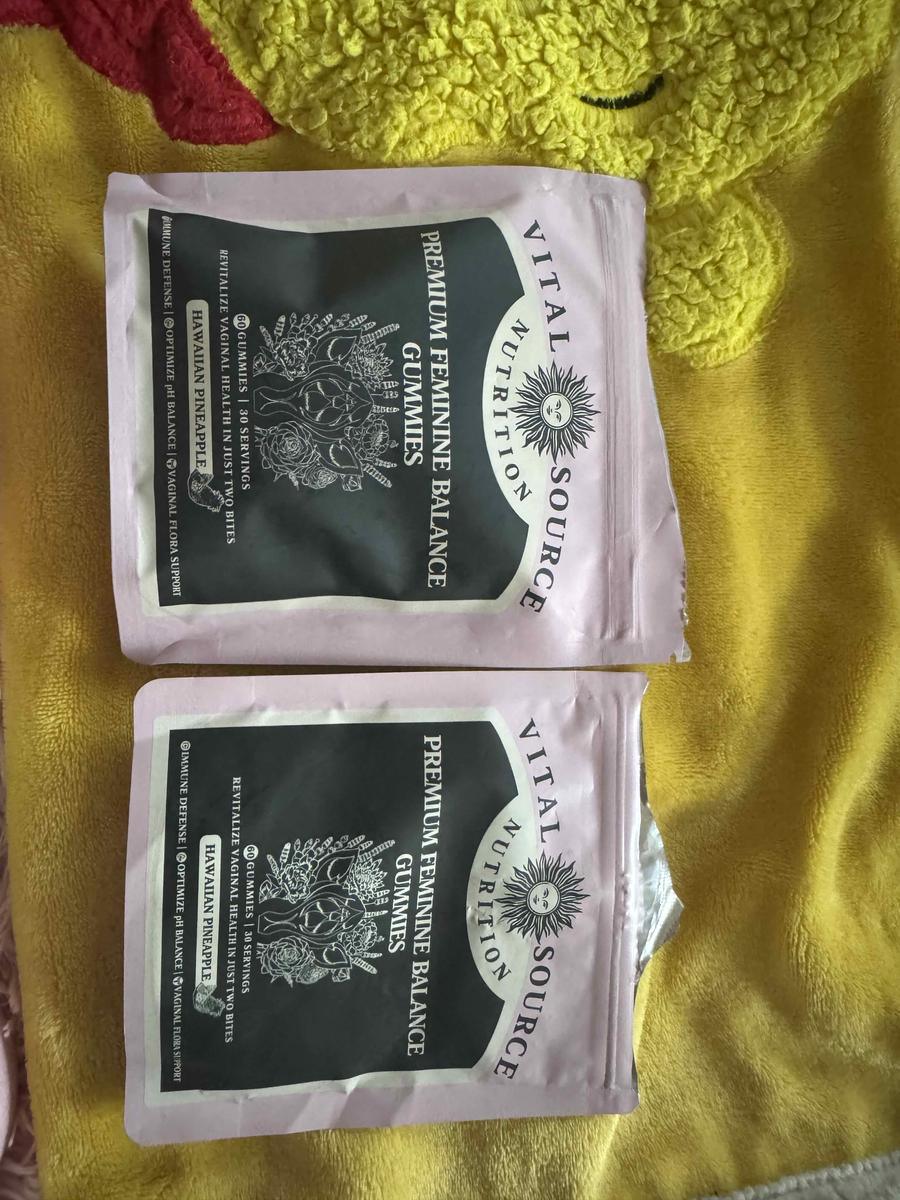 VITAL SOURCE
NUTRITION
PREMIUM FEMININE BALANCE
GUMMIES
60 GUMMIES | 30 SERVINGS
REVITALIZE VAGINAL HEALTH IN JUST TWO BITES
HAWAIIAN PINEAPPLE
IMMUNE DEFENSE | OPTIMIZE pH BALANCE | VAGINAL FLORA SUPPORT
VITAL SOURCE
NUTRITION
PREMIUM FEMININE BALANCE
GUMMIES
60 GUMMIES | 30 SERVINGS
REVITALIZE VAGINAL HEALTH IN JUST TWO BITES
HAWAIIAN PINEAPPLE
IMMUNE DEFENSE | OPTIMIZE pH BALANCE | VAGINAL FLORA SUPPORT